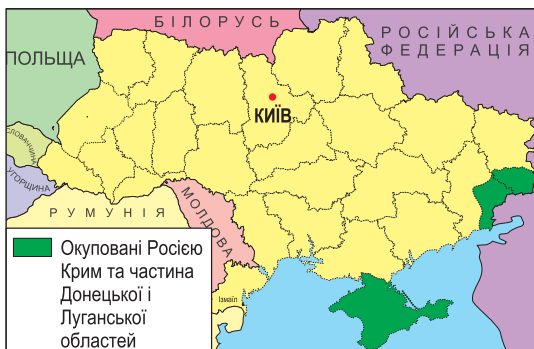 БІЛОРУСЬ
РОСІЙСЬКА
ФЕДЕРАЦІЯ
ПОЛЬЩА
КИЇВ
СЛОВАЧЧИНА
УГОРЩИНА
РУМУНІЯ
МОЛДОВА
Ізмаїл
Окуповані Росією
Крим та частина
Донецької і
Луганської
областей